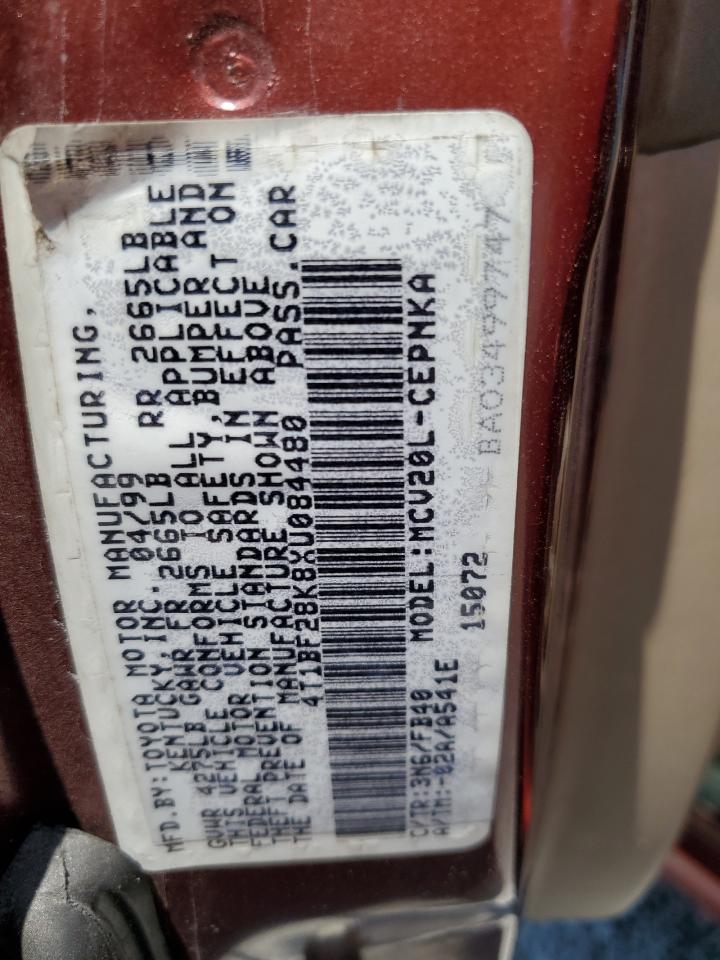 MFD.BY:TOYOTA MOTOR MANUFACTURING,
KENTUCKY,INC. 04/99
GVWR 4275LB GAWR FR 2665LB RR 2665LB
THIS VEHICLE CONFORMS TO ALL APPLICABLE
FEDERAL MOTOR VEHICLE SAFETY,BUMPER AND
THEFT PREVENTION STANDARDS IN EFFECT ON
THE DATE OF MANUFACTURE SHOWN ABOVE.
4T1BF28K8XU084480 PASS.CAR
C/TR:3N6/FB40 MODEL:MCV20L-CEPNKA
A/TM:-02A/A541E 15072
BA03499747